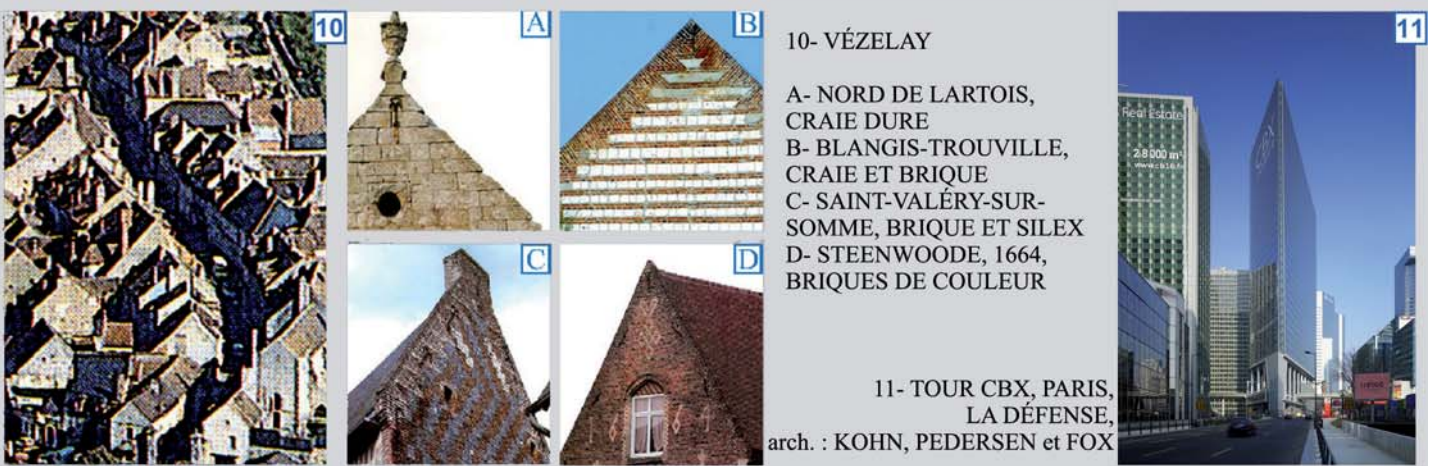 10
A
B
10- VÉZELAY
A- NORD DE LARTOIS,
CRAIE DURE
B- BLANGIS-TROUVILLE,
CRAIE ET BRIQUE
C- SAINT-VALÉRY-SUR-
SOMME, BRIQUE ET SILEX
D- STEENWOODE, 1664,
BRIQUES DE COULEUR
C
D
11- TOUR CBX, PARIS,
LA DÉFENSE,
arch. : KOHN, PEDERSEN et FOX
11
Real Estate
28 000 m²
CBX